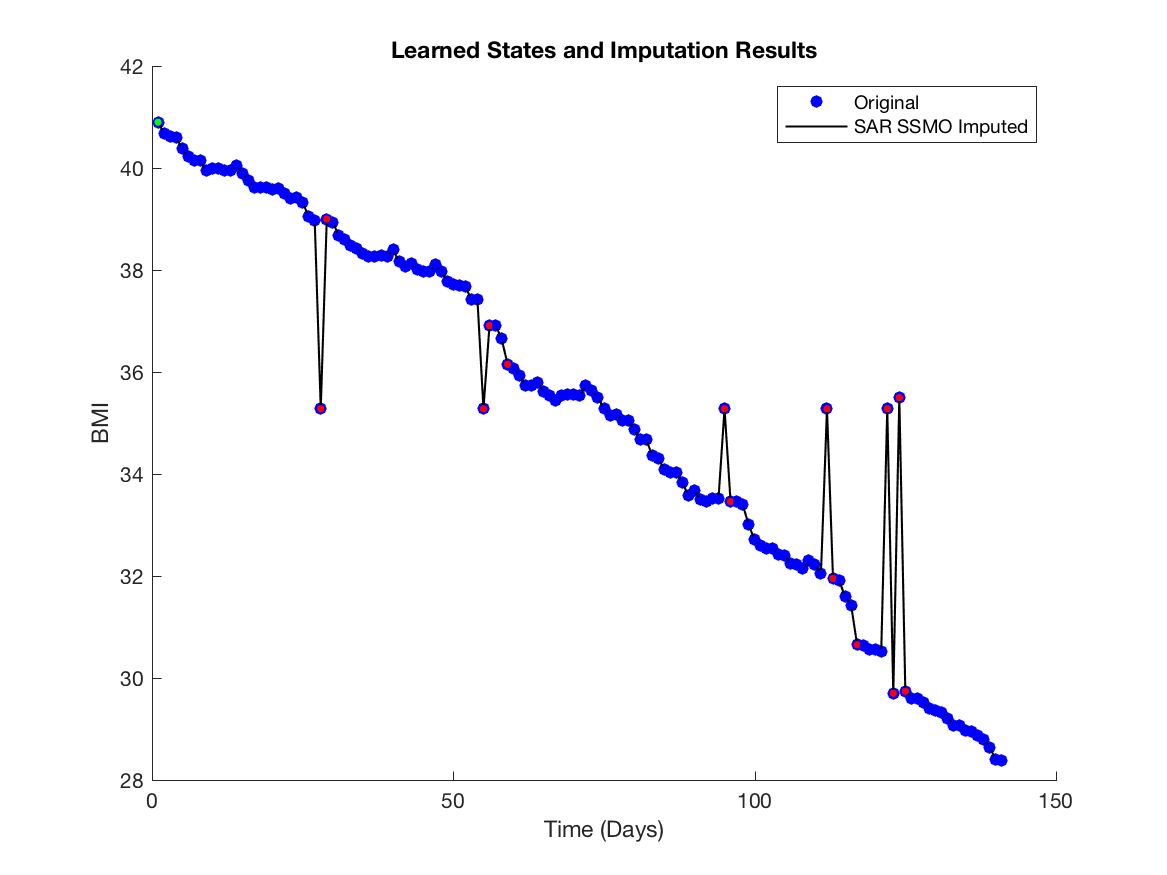 Learned States and Imputation Results
42
40
38
36
34
32
30
28
BMI
Original
SAR SSMO Imputed
0
50
100
150
Time (Days)